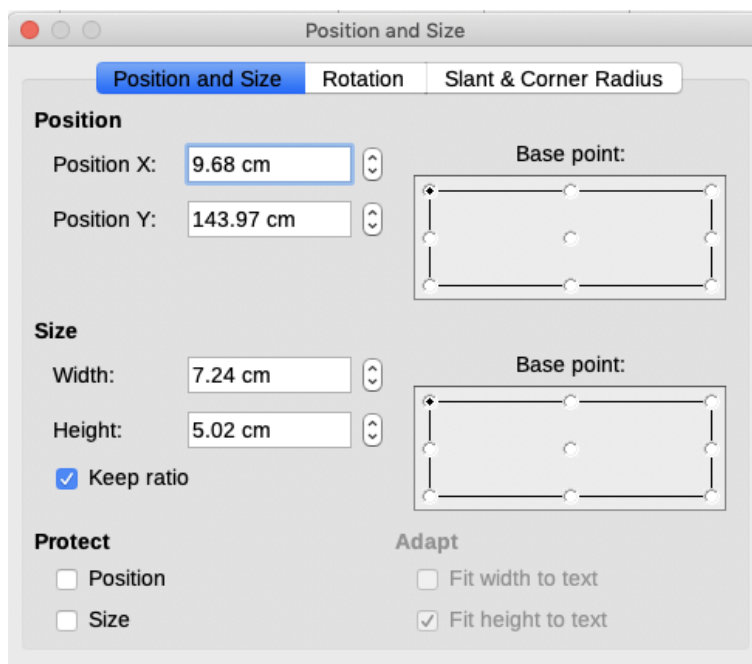 Position and Size
Position and Size Rotation Slant & Corner Radius
Position
Position X: 9.68 cm
Base point:
Position Y: 143.97 cm
Size
Width: 7.24 cm
Base point:
Height: 5.02 cm
Keep ratio
Protect Adapt
Position Fit width to text
Size Fit height to text